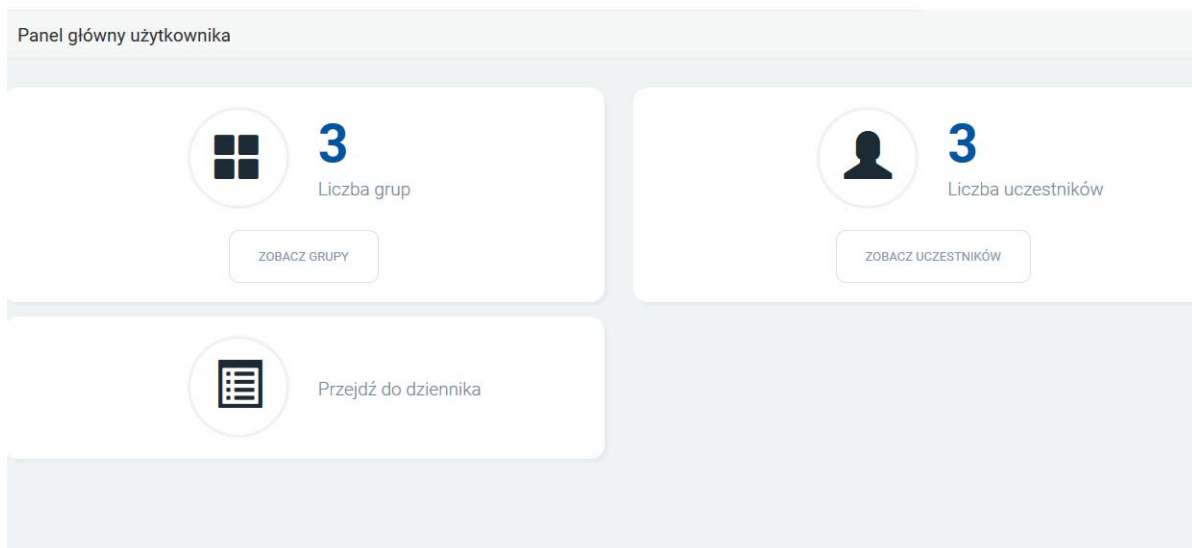 Panel główny użytkownika
3
Liczba grup
ZOBACZ GRUPY
3
Liczba uczestników
ZOBACZ UCZESTNIKÓW
Przejdź do dziennika